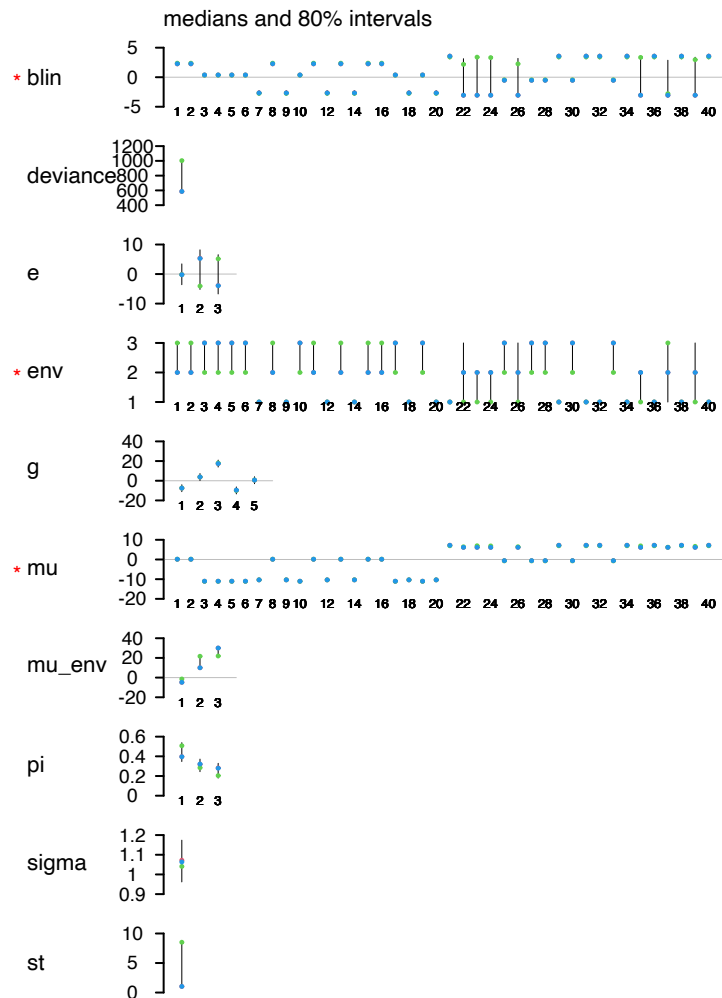 medians and 80% intervals
5
* blin 0
-5
1 2 3 4 5 6 7 8 9 10 12 14 16 18 20 22 24 26 28 30 32 34 36 38 40
1200
1000
deviance 800
600
400
10
e 0
-10
1 2 3
3
* env 2
1
1 2 3 4 5 6 7 8 9 10 12 14 16 18 20 22 24 26 28 30 32 34 36 38 40
40
20
g 0
-20
1 2 3 4 5
10
* mu 0
-10
-20
1 2 3 4 5 6 7 8 9 10 12 14 16 18 20 22 24 26 28 30 32 34 36 38 40
40
mu_env 20
0
-20
1 2 3
0.6
pi 0.4
0.2
0
1 2 3
1.2
sigma 1.1
1
0.9
10
st 5
0